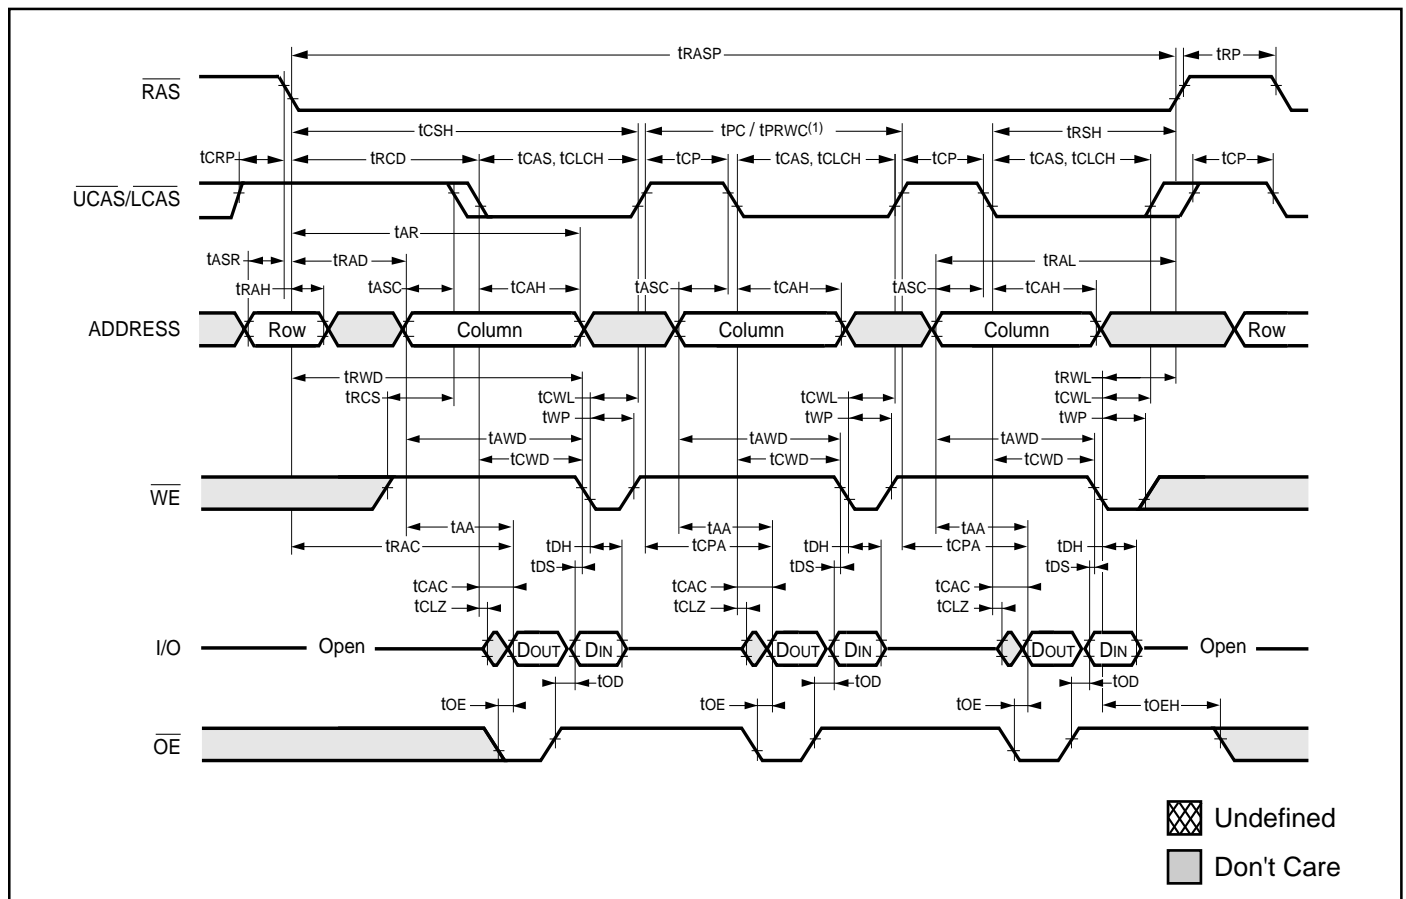 tRASP tRP
RAS
tCSH tPC / tPRWC(1) tRSH
tCRP tRCD tCAS, tCLCH tCP tCAS, tCLCH tCP tCAS, tCLCH tCP
UCAS/LCAS
tAR
tASR tRAD tRAL
tRAH tASC tCAH tASC tCAH tASC tCAH
ADDRESS Row Column Column Column Row
tRWD tRWL
tRCS tCWL tCWL tCWL
tWP tWP tWP
tAWD tAWD tAWD
tCWD tCWD tCWD
WE
tAA tAA tAA
tRAC tDH tCPA tDH tCPA tDH
tDS tDS tDS
tCAC tCAC tCAC
tCLZ tCLZ tCLZ
I/O Open DOUT DIN DOUT DIN DOUT DIN Open
tOD tOD tOD
tOE tOE tOE tOEH
OE
Undefined
Don't Care